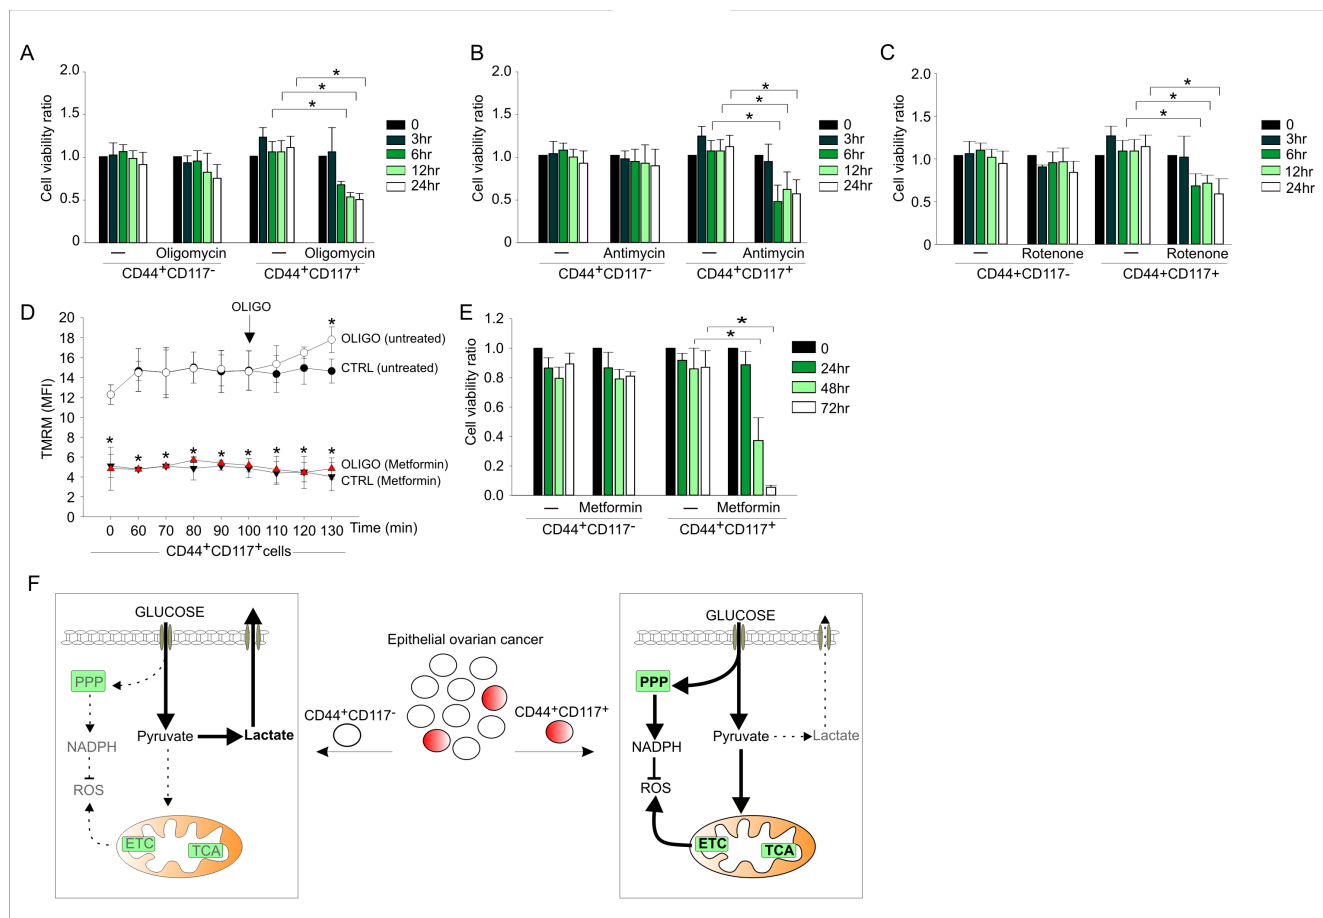 A
Cell viability ratio
2.0
1.5
1.0
0.5
0
*
*
*
0
3hr
6hr
12hr
24hr
— Oligomycin — Oligomycin
CD44+CD117- CD44+CD117+
B
Cell viability ratio
2.0
1.5
1.0
0.5
0
*
*
*
0
3hr
6hr
12hr
24hr
— Antimycin — Antimycin
CD44+CD117- CD44+CD117+
C
Cell viability ratio
2.0
1.5
1.0
0.5
0
*
*
*
0
3hr
6hr
12hr
24hr
— Rotenone — Rotenone
CD44+CD117- CD44+CD117+
D
OLIGO
TMRM (MFI)
20
18
16
14
12
10
8
6
4
2
0
*
OLIGO (untreated)
CTRL (untreated)
* * * * * * * * *
OLIGO (Metformin)
CTRL (Metformin)
0 60 70 80 90 100 110 120 130 Time (min)
CD44+CD117+cells
E
Cell viability ratio
1.2
1.0
0.8
0.6
0.4
0.2
0.0
*
*
0
24hr
48hr
72hr
— Metformin — Metformin
CD44+CD117- CD44+CD117+
F
GLUCOSE
PPP
NADPH
Pyruvate
Lactate
ROS
ETC
TCA
Epithelial ovarian cancer
CD44+CD117-
CD44+CD117+
GLUCOSE
PPP
NADPH
Pyruvate
Lactate
ROS
ETC
TCA